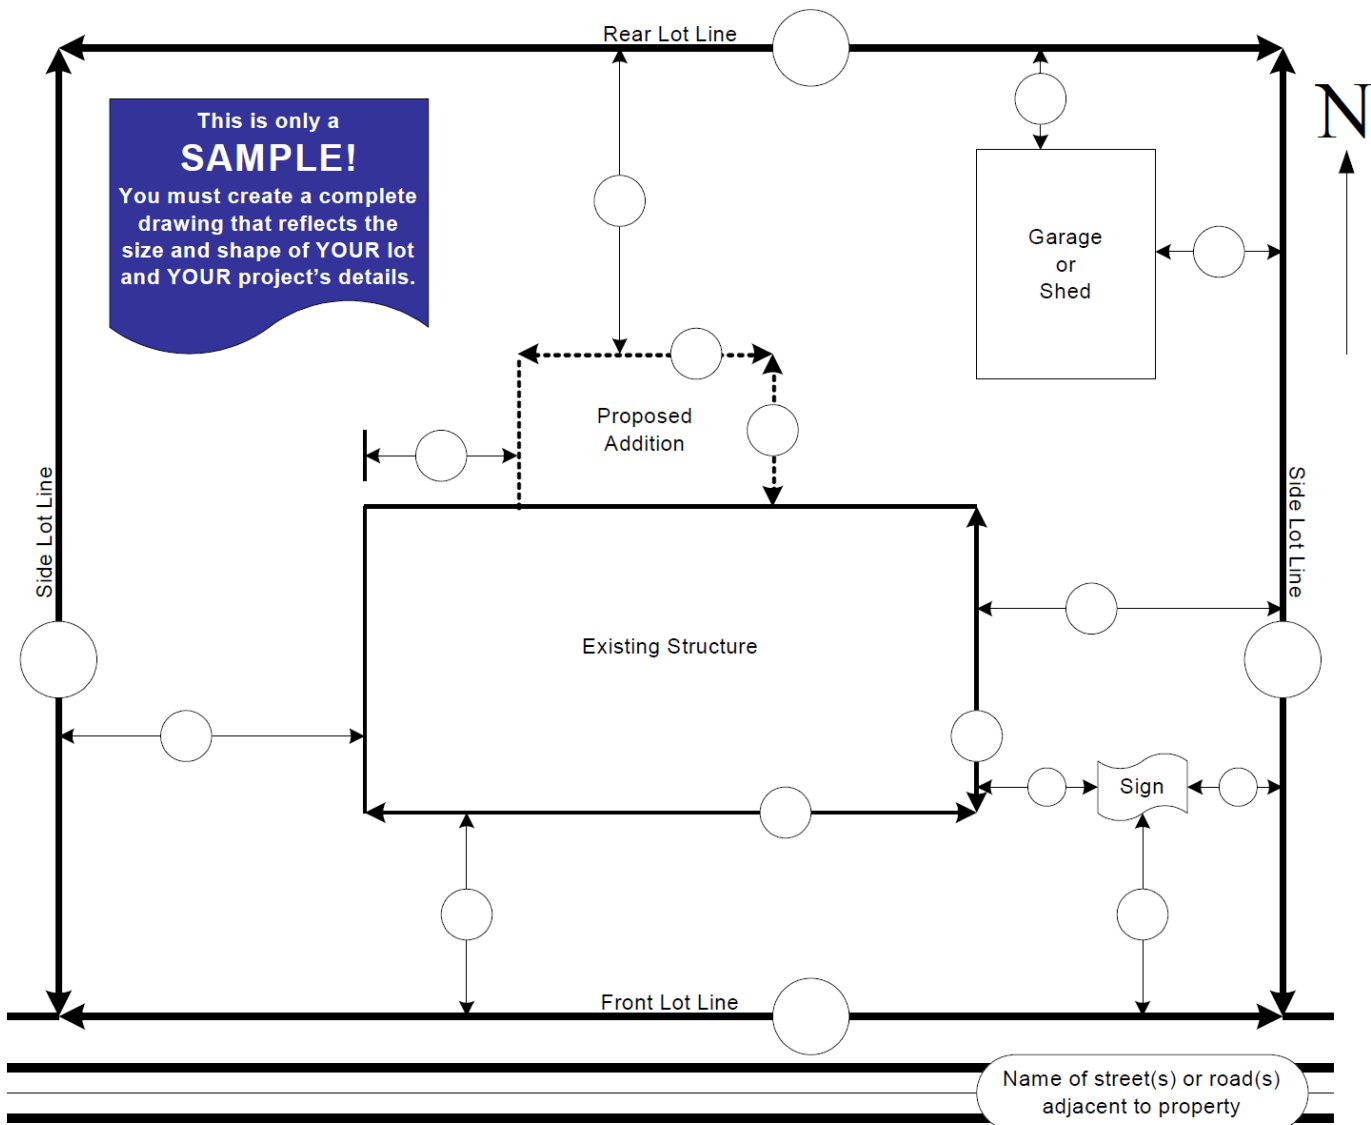 Rear Lot Line
This is only a
SAMPLE!
You must create a complete
drawing that reflects the
size and shape of YOUR lot
and YOUR project's details.
N
Garage
or
Shed
Proposed
Addition
Side Lot Line
Side Lot Line
Existing Structure
Sign
Front Lot Line
Name of street(s) or road(s)
adjacent to property